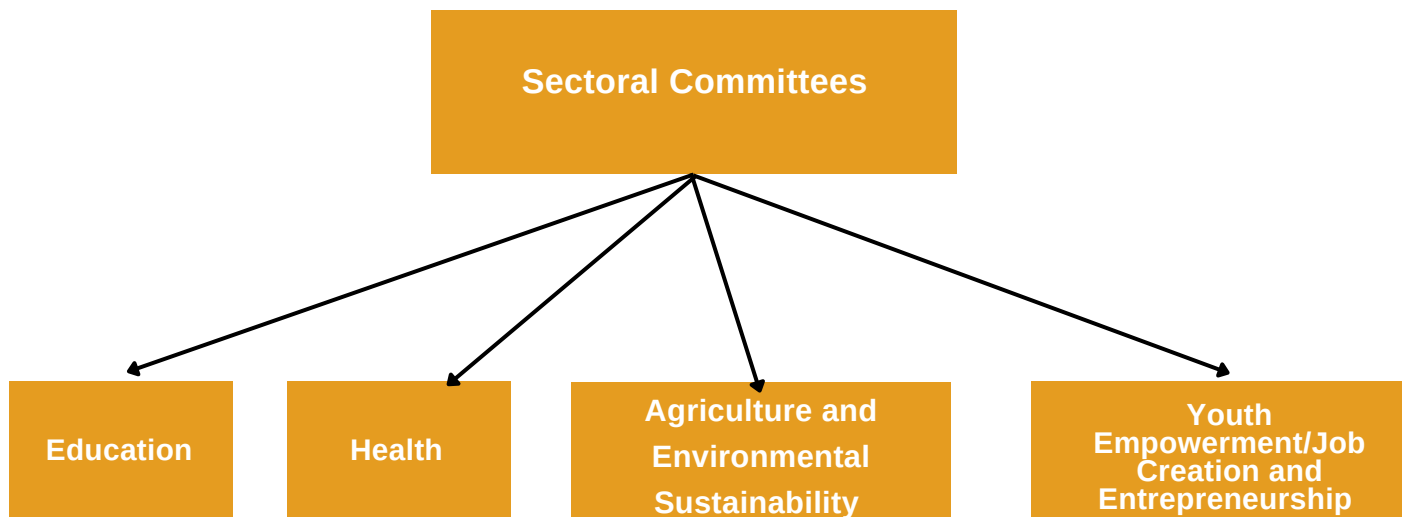 Sectoral Committees
Education
Health
Agriculture and
Environmental
Sustainability
Youth
Empowerment/Job
Creation and
Entrepreneurship